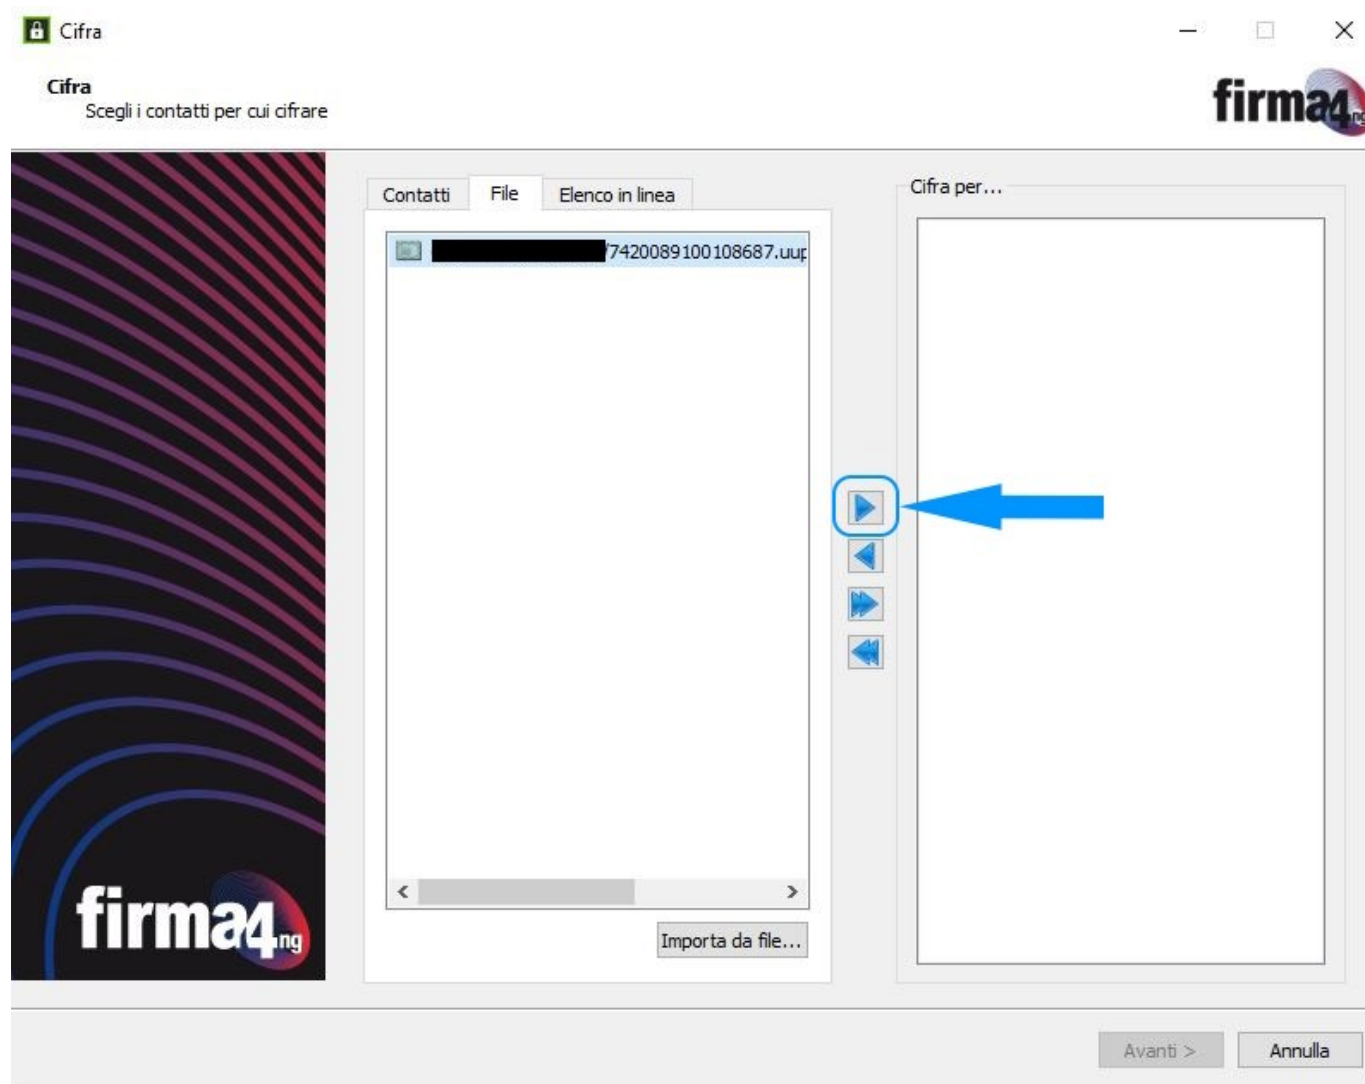 Cifra
Cifra
Scegli i contatti per cui cifrare
firma4ng
Contatti File Elenco in linea
/7420089100108687.uup
Importa da file...
Cifra per...
firma4.ng
Avanti >
Annulla